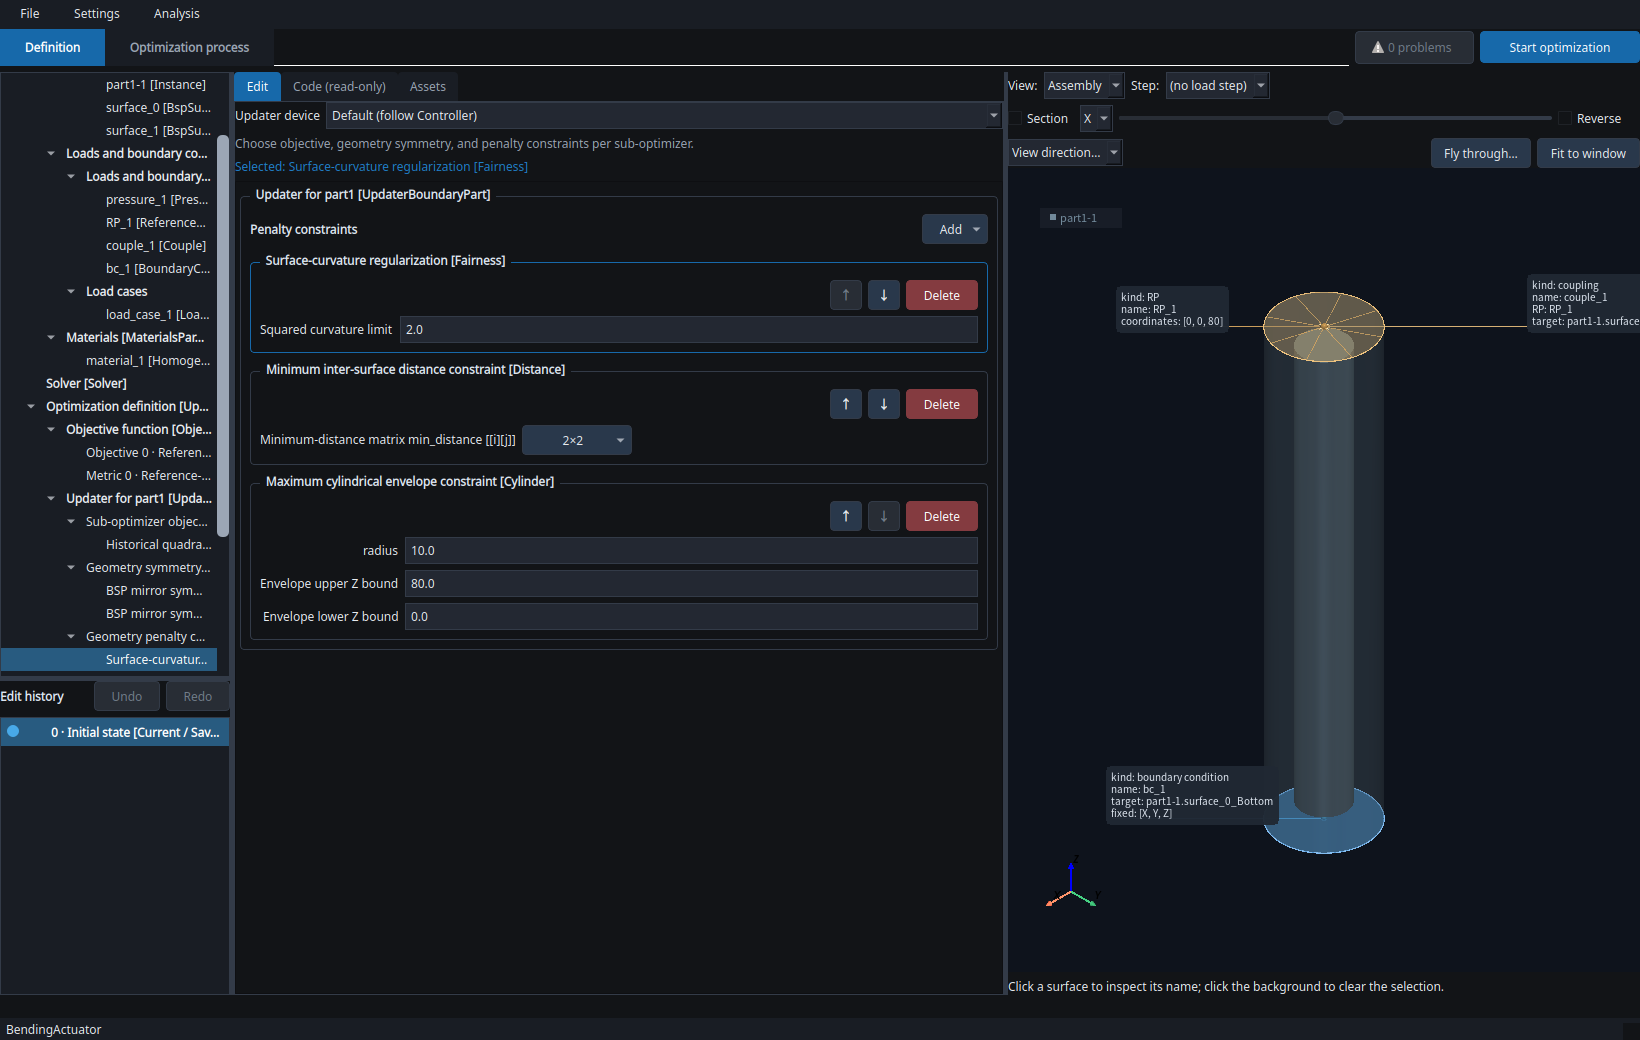 File Settings Analysis
Definition Optimization process 0 problems Start optimization
part1-1 [Instance]
surface_0 [BspSu...
surface_1 [BspSu...
Loads and boundary co...
Loads and boundary...
pressure_1 [Pres...
RP_1 [Reference...
couple_1 [Couple]
bc_1 [BoundaryC...
Load cases
load_case_1 [Loa...
Materials [MaterialsPar...
material_1 [Homoge...
Solver [Solver]
Optimization definition [Up...
Objective function [Obje...
Objective 0 · Referen...
Metric 0 · Reference-...
Updater for part1 [Upda...
Sub-optimizer objec...
Historical quadra...
Geometry symmetry...
BSP mirror sym...
BSP mirror sym...
Geometry penalty c...
Surface-curvatur...
Edit history Undo Redo
0 · Initial state [Current / Sav...
Edit Code (read-only) Assets
Updater device Default (follow Controller)
Choose objective, geometry symmetry, and penalty constraints per sub-optimizer.
Selected: Surface-curvature regularization [Fairness]
Updater for part1 [UpdaterBoundaryPart]
Penalty constraints Add
Surface-curvature regularization [Fairness]
↑ ↓ Delete
Squared curvature limit 2.0
Minimum inter-surface distance constraint [Distance]
↑ ↓ Delete
Minimum-distance matrix min_distance [[i][j]] 2×2
Maximum cylindrical envelope constraint [Cylinder]
↑ ↓ Delete
radius 10.0
Envelope upper Z bound 80.0
Envelope lower Z bound 0.0
View: Assembly Step: (no load step)
Section X Reverse
View direction... Fly through... Fit to window
part1-1
kind: RP
name: RP_1
coordinates: [0, 0, 80]
kind: coupling
name: couple_1
RP: RP_1
target: part1-1.surface
kind: boundary condition
name: bc_1
target: part1-1.surface_0_Bottom
fixed: [X, Y, Z]
Z
Y
Click a surface to inspect its name; click the background to clear the selection.
BendingActuator